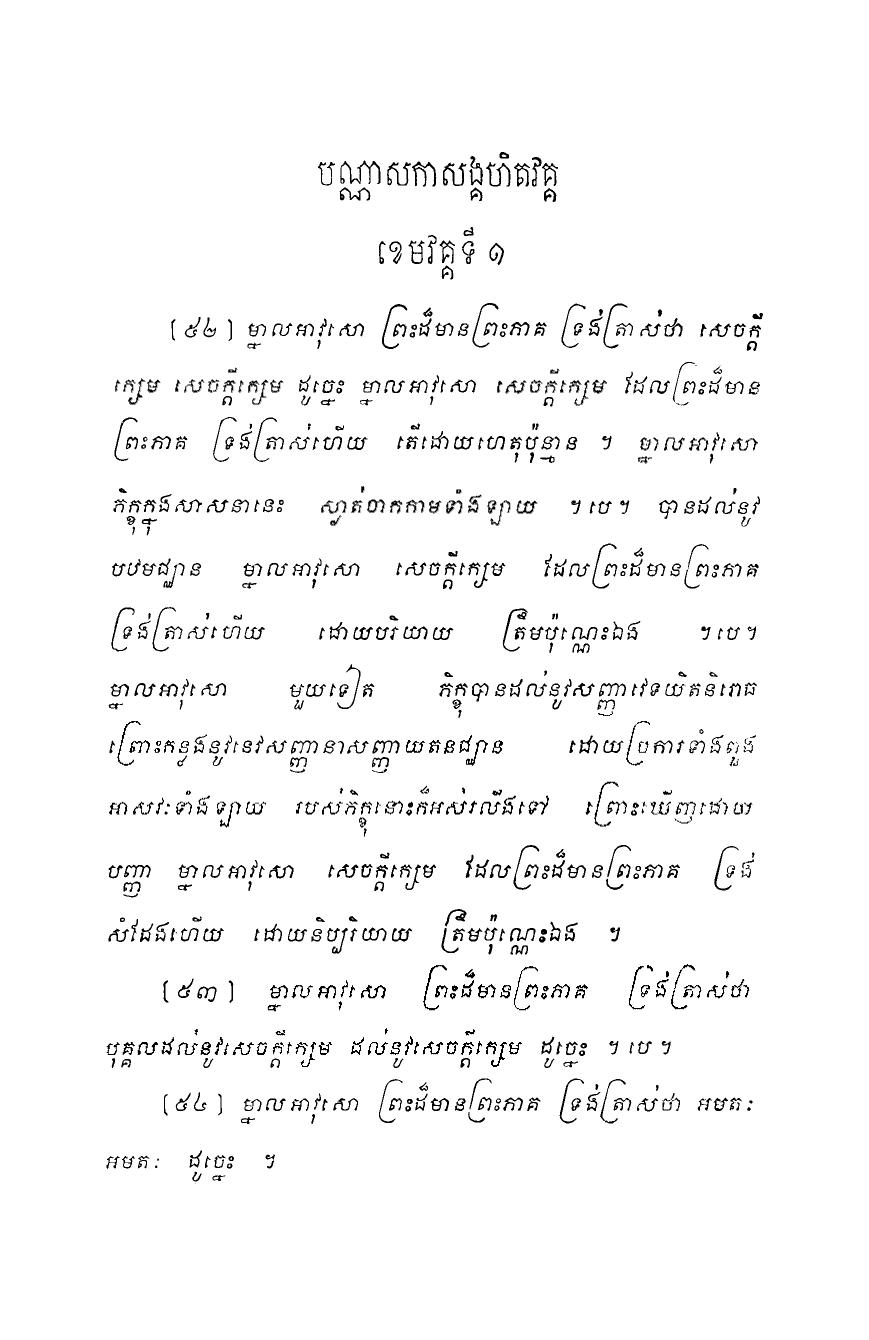 បណ្ណាសកាសង្គហិតវគ្គ
ខេមវគ្គទី ១
[៥២] ម្នាលអាវុសោ ព្រះដ៏មានព្រះភាគ ទ្រង់ត្រាស់ថា សេចក្តី
ក្សេម សេចក្តីក្សេម ដូច្នេះ ម្នាលអាវុសោ សេចក្តីក្សេម ដែលព្រះដ៏មាន
ព្រះភាគ ទ្រង់ត្រាស់ហើយ តើដោយហេតុប៉ុន្មាន ។ ម្នាលអាវុសោ
ភិក្ខុក្នុងសាសនានេះ ស្ងាត់ចាកកាមទាំងឡាយ ។បេ។ បានដល់នូវ
បឋមជ្ឈាន ម្នាលអាវុសោ សេចក្តីក្សេម ដែលព្រះដ៏មានព្រះភាគ
ទ្រង់ត្រាស់ហើយ ដោយបរិយាយ ត្រឹមប៉ុណ្ណេះឯង ។បេ។
ម្នាលអាវុសោ មួយទៀត ភិក្ខុបានដល់នូវសញ្ញាវេទយិតនិរោធ
ព្រោះកន្លងនូវនេវសញ្ញានាសញ្ញាយតនជ្ឈាន ដោយប្រការទាំងពួង
អាសវៈទាំងឡាយ របស់ភិក្ខុនោះក៏អស់រលីងទៅ ព្រោះឃើញដោយ
បញ្ញា ម្នាលអាវុសោ សេចក្តីក្សេម ដែលព្រះដ៏មានព្រះភាគ ទ្រង់
សំដែងហើយ ដោយនិប្បរិយាយ ត្រឹមប៉ុណ្ណេះឯង ។
[៥៣] ម្នាលអាវុសោ ព្រះដ៏មានព្រះភាគ ទ្រង់ត្រាស់ថា
បុគ្គលដល់នូវសេចក្តីក្សេម ដល់នូវសេចក្តីក្សេម ដូច្នេះ ។បេ។
[៥៤] ម្នាលអាវុសោ ព្រះដ៏មានព្រះភាគ ទ្រង់ត្រាស់ថា អមតៈ
អមតៈ ដូច្នេះ ។